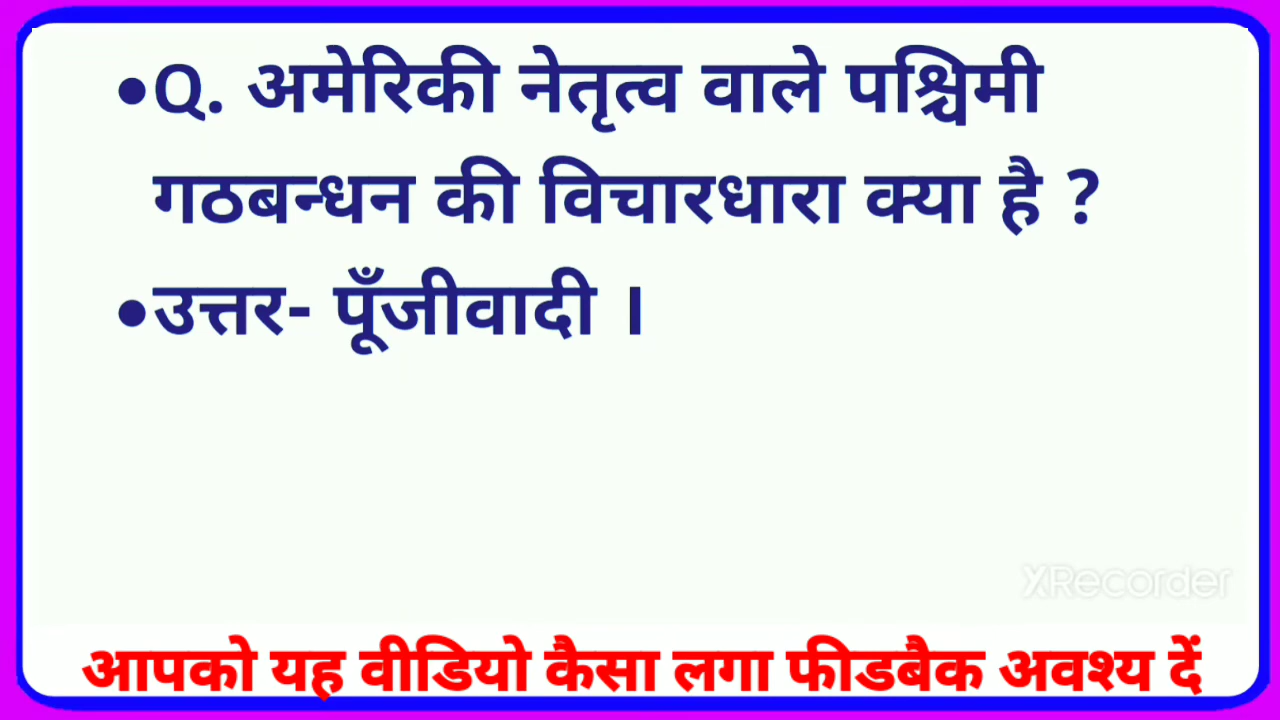 •Q. अमेरिकी नेतृत्व वाले पश्चिमी
गठबन्धन की विचारधारा क्या है ?
•उत्तर- पूँजीवादी ।
XRecorder
आपको यह वीडियो कैसा लगा फीडबैक अवश्य दें